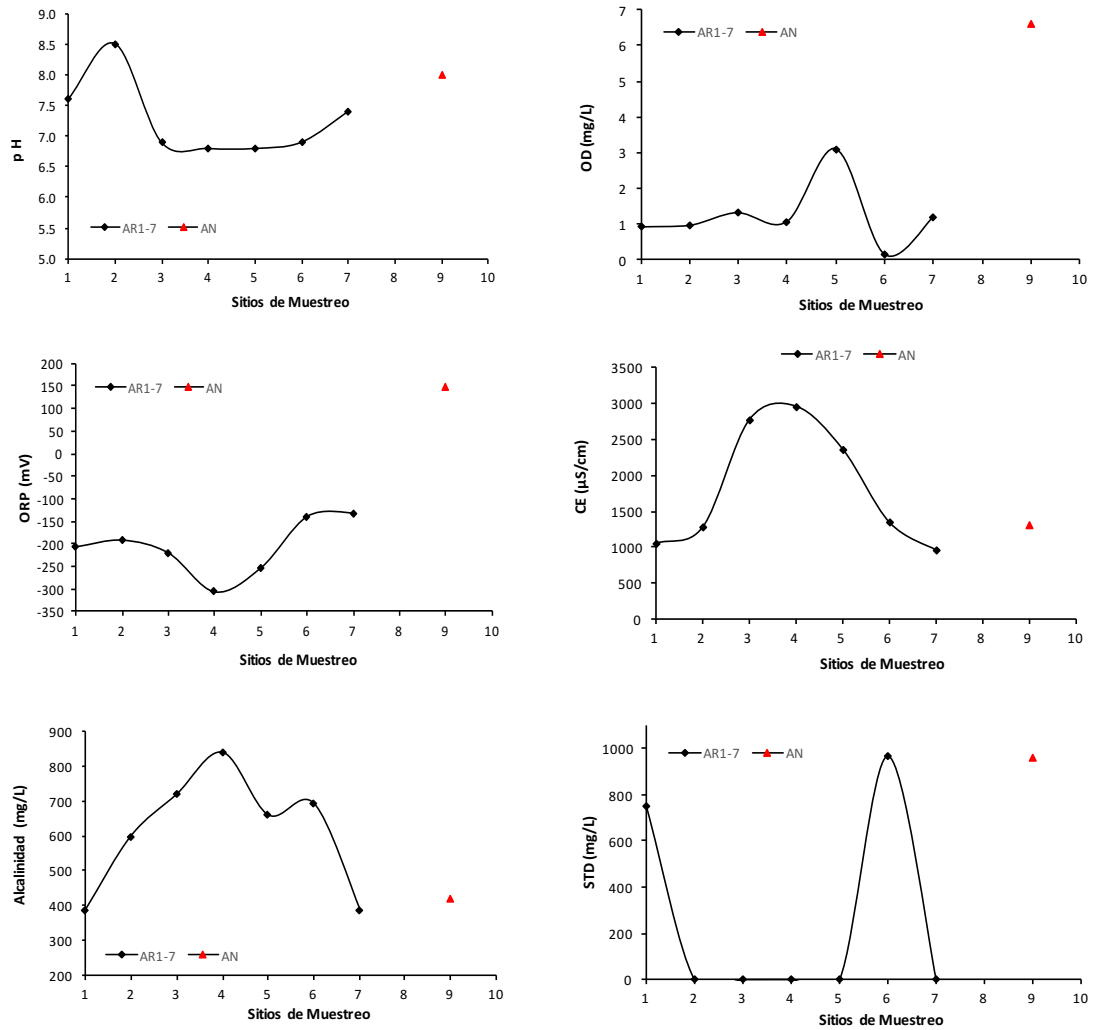 9.0
8.5
8.0
7.5
7.0
6.5
6.0
5.5
5.0
p H
AR1-7 AN
1 2 3 4 5 6 7 8 9 10
Sitios de Muestreo
7
6
5
4
3
2
1
0
OD (mg/L)
AR1-7 AN
1 2 3 4 5 6 7 8 9 10
Sitios de Muestreo
200
150
100
50
0
-50
-100
-150
-200
-250
-300
-350
ORP (mV)
AR1-7 AN
1 2 3 4 5 6 7 8 9 10
Sitios de Muestreo
AR1-7 AN
3500
3000
2500
2000
1500
1000
500
0
CE (µS/cm)
1 2 3 4 5 6 7 8 9 10
Sitios de Muestreo
900
800
700
600
500
400
300
200
Alcalinidad (mg/L)
AR1-7 AN
1 2 3 4 5 6 7 8 9 10
Sitios de Muestreo
1000
800
600
400
200
0
STD (mg/L)
AR1-7 AN
1 2 3 4 5 6 7 8 9 10
Sitios de Muestreo